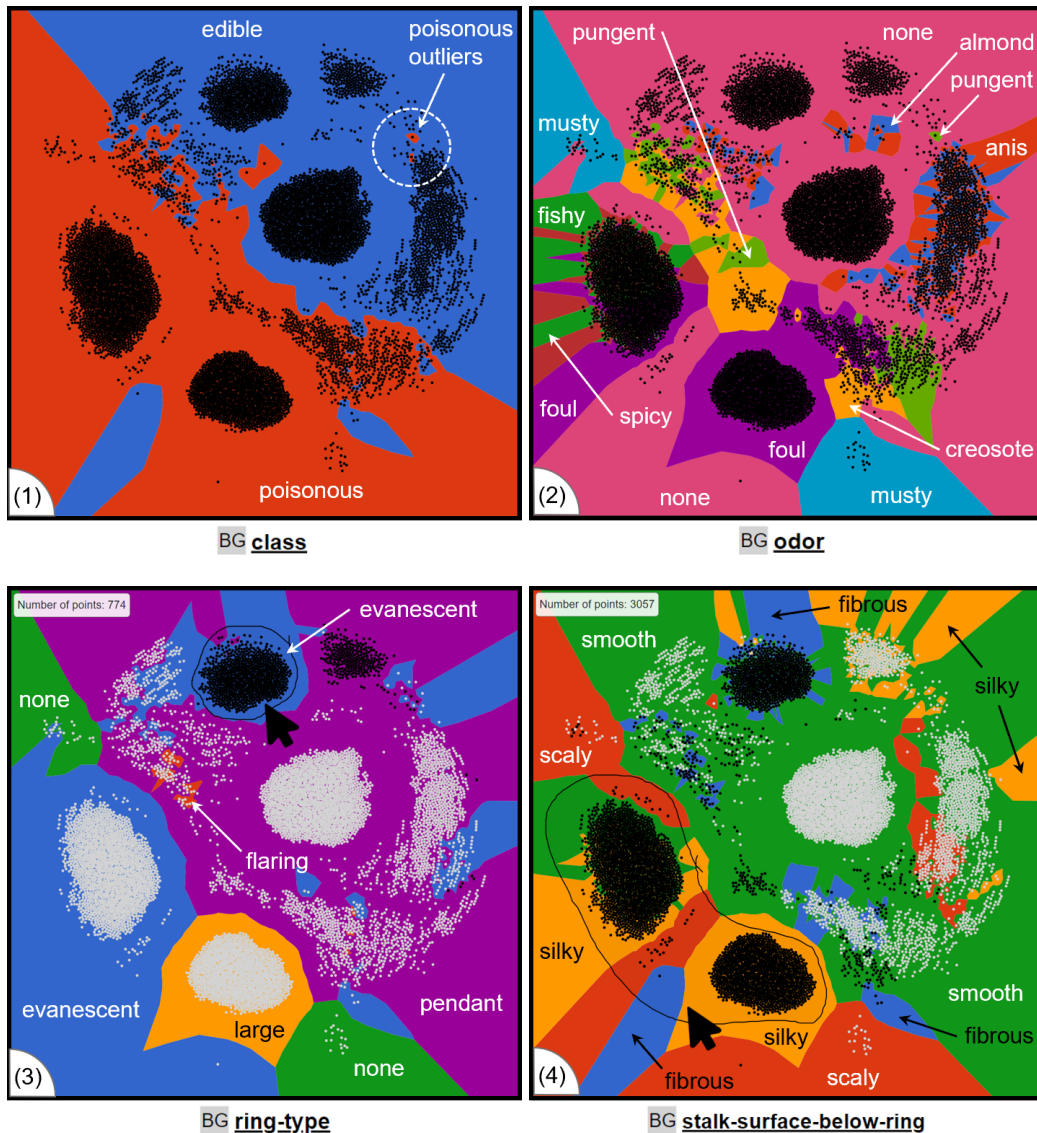 edible
poisonous
outliers
poisonous
(1)
BG class
pungent
none
almond
pungent
musty
anis
fishy
foul
spicy
foul
creosote
none
musty
(2)
BG odor
Number of points: 774
evanescent
none
flaring
evanescent
large
pendant
none
(3)
BG ring-type
Number of points: 3057
fibrous
smooth
silky
scaly
silky
smooth
silky
fibrous
fibrous
scaly
(4)
BG stalk-surface-below-ring